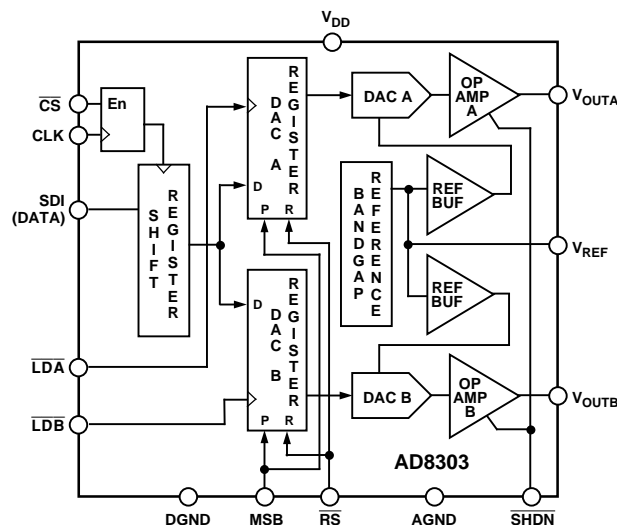 VDD
CS
CLK
SDI
(DATA)
LDA
LDB
En
SHIFT
REGISTER
DAC A
REGISTER
D
P R
DAC B
REGISTER
D
P R
BANDGAP
REFERENCE
DAC A
OP
AMP
A
REF
BUF
REF
BUF
DAC B
OP
AMP
B
VOUTA
VREF
VOUTB
AD8303
DGND
MSB
RS
AGND
SHDN